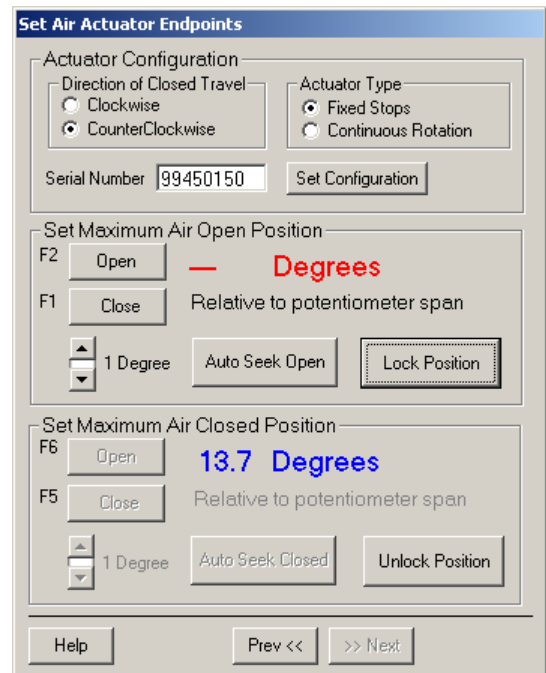 Set Air Actuator Endpoints
Actuator Configuration
Direction of Closed Travel
Clockwise
CounterClockwise
Actuator Type
Fixed Stops
Continuous Rotation
Serial Number 99450150 Set Configuration
Set Maximum Air Open Position
F2 Open — Degrees
F1 Close Relative to potentiometer span
1 Degree Auto Seek Open Lock Position
Set Maximum Air Closed Position
F6 Open 13.7 Degrees
F5 Close Relative to potentiometer span
1 Degree Auto Seek Closed Unlock Position
Help Prev << >> Next